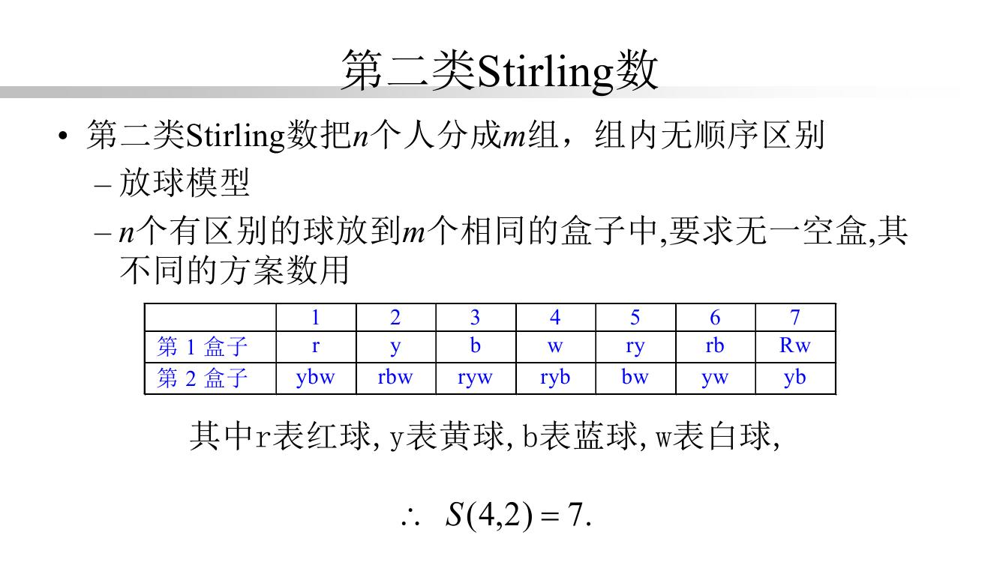 第二类Stirling数
• 第二类Stirling数把n个人分成m组，组内无顺序区别
– 放球模型
– n个有区别的球放到m个相同的盒子中,要求无一空盒,其
不同的方案数用
1 2 3 4 5 6 7
第 1 盒子 r y b w ry rb Rw
第 2 盒子 ybw rbw ryw ryb bw yw yb
其中r表红球,y表黄球,b表蓝球,w表白球,
∴ S(4,2) = 7.